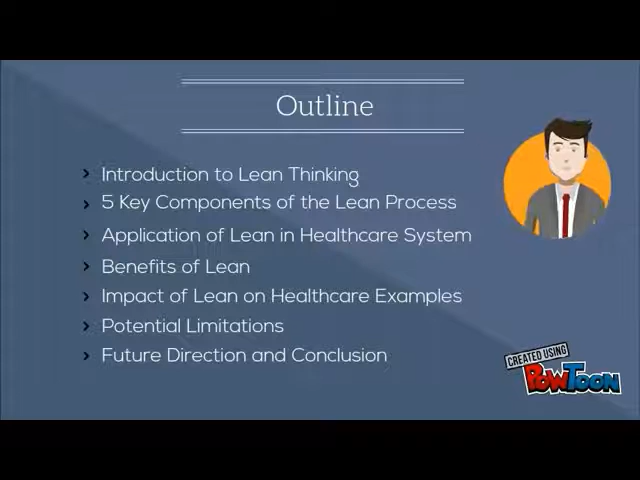 Outline
Introduction to Lean Thinking
5 Key Components of the Lean Process
Application of Lean in Healthcare System
Benefits of Lean
Impact of Lean on Healthcare Examples
Potential Limitations
Future Direction and Conclusion
CREATED USING
POWTOON